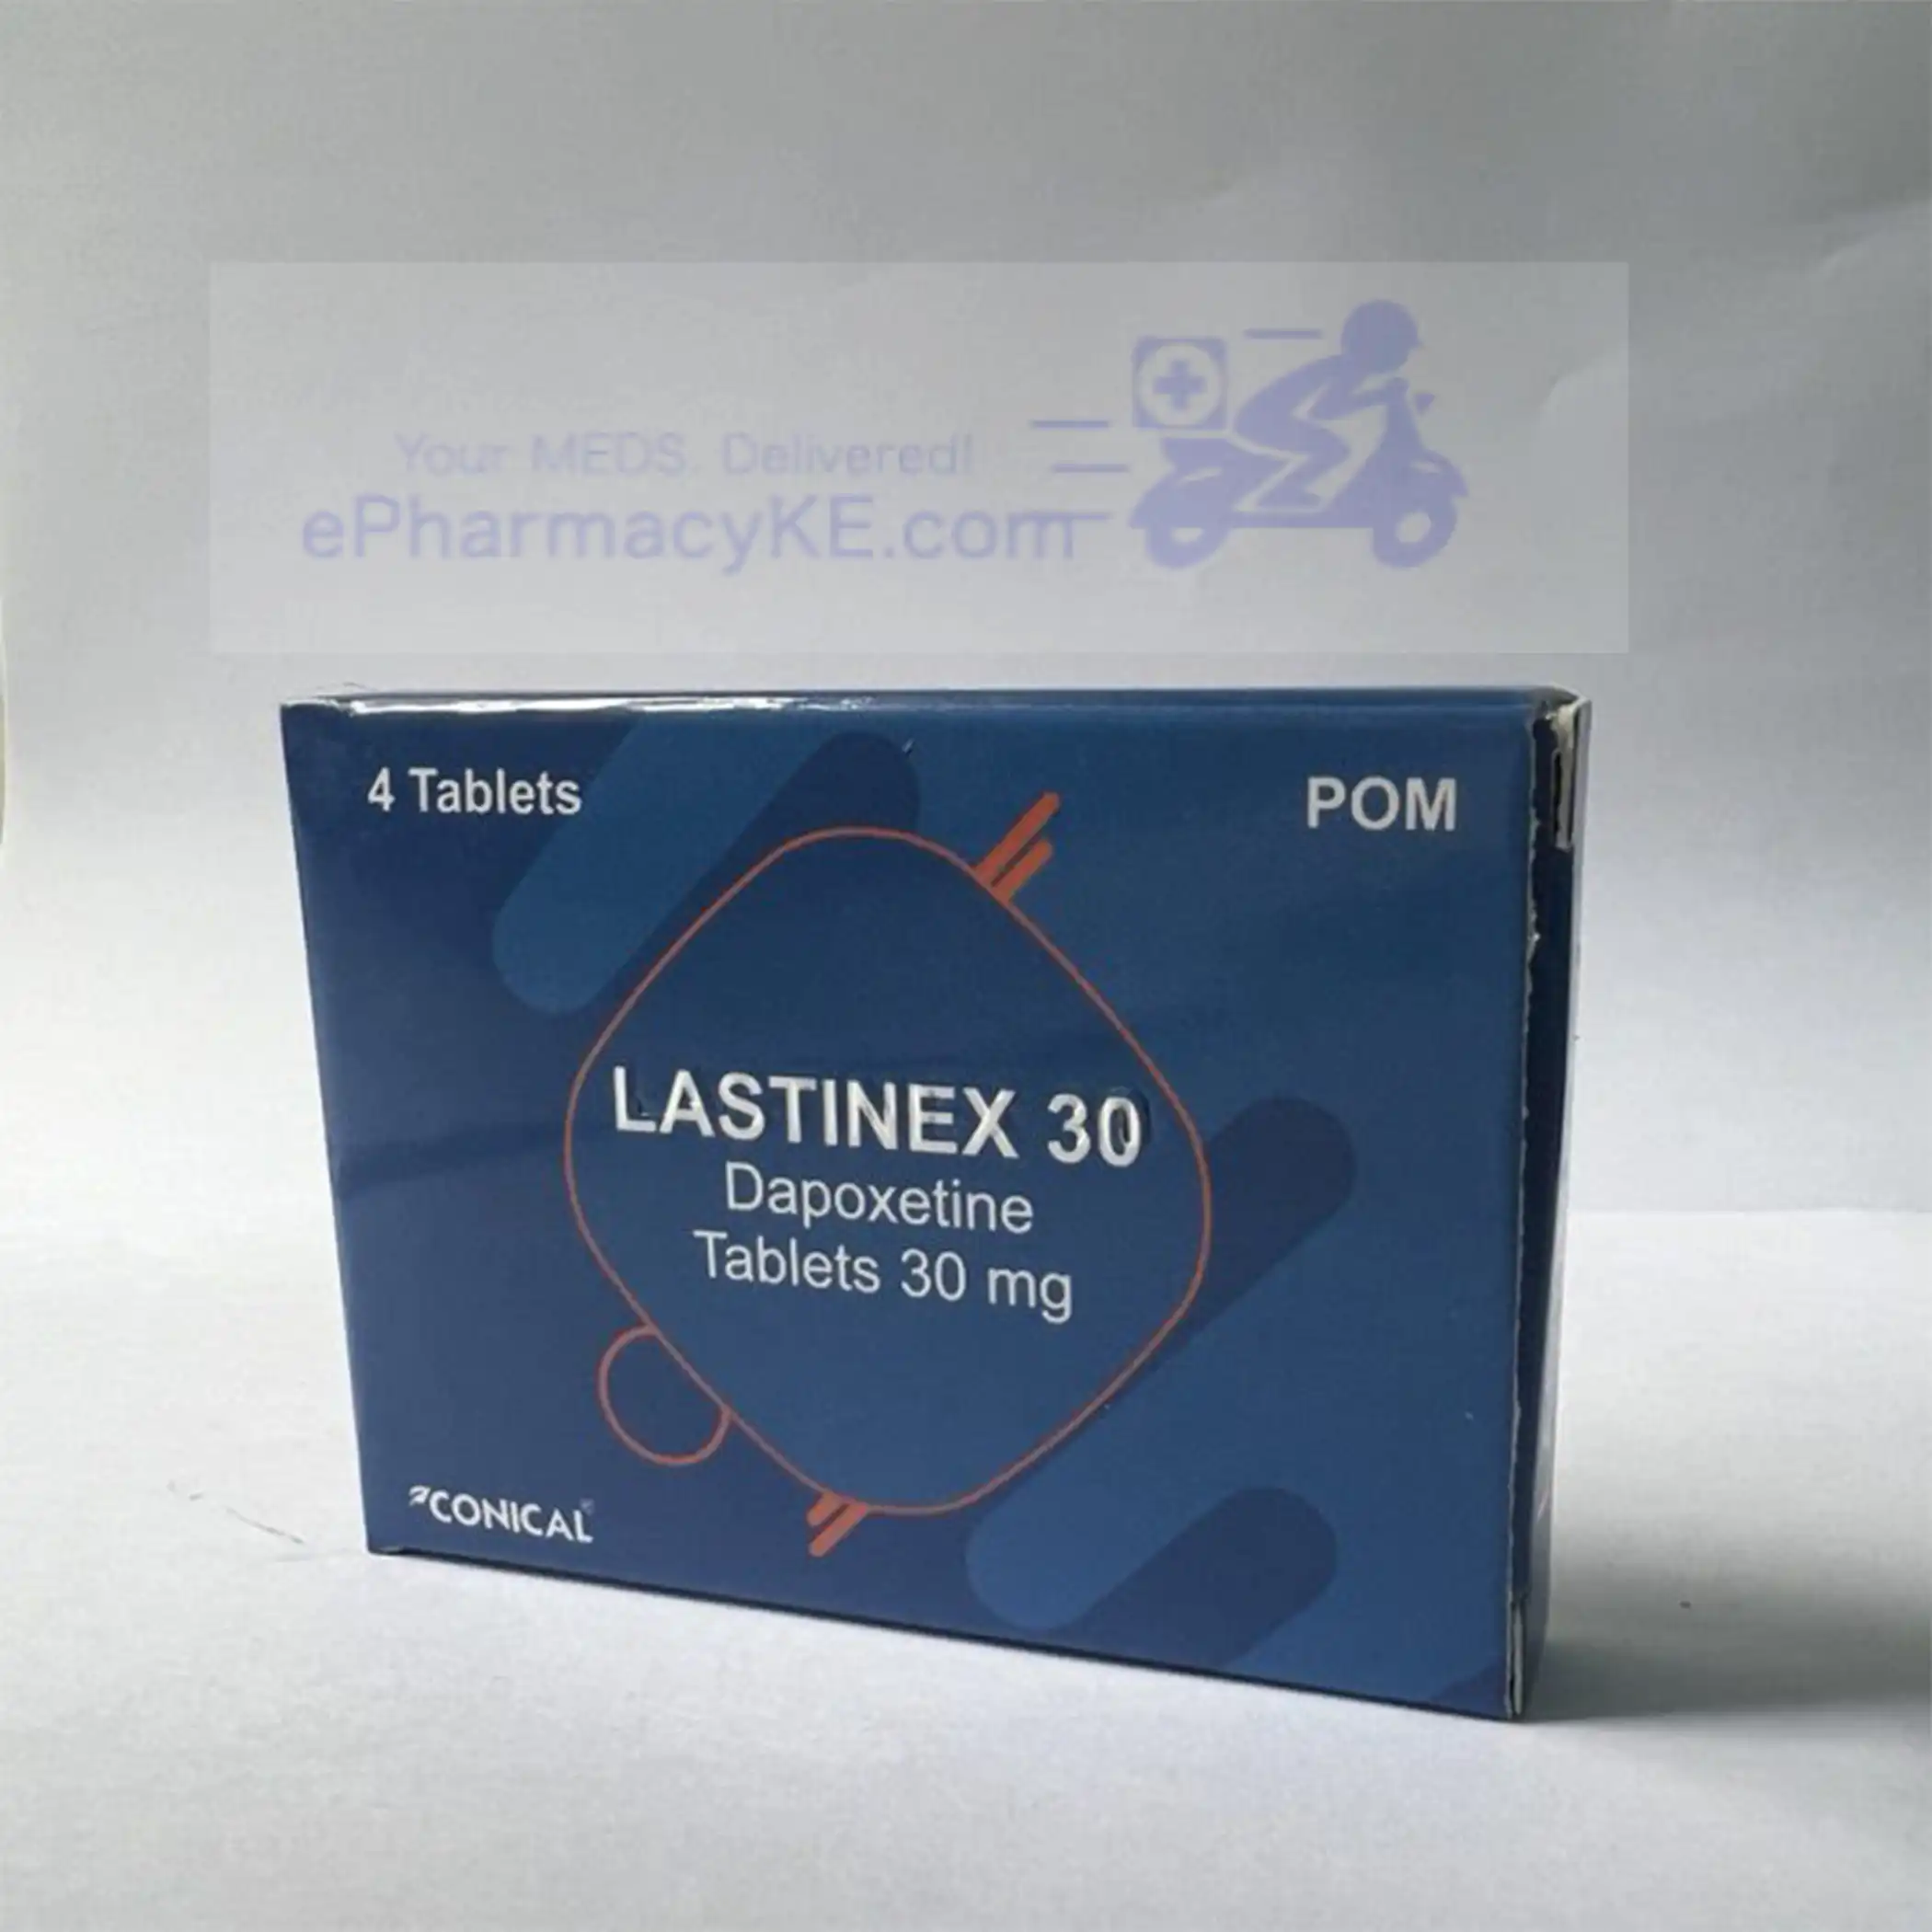 Your MEDS. Delivered!
ePharmacyKE.com
4 Tablets
POM
LASTINEX 30
Dapoxetine
Tablets 30 mg
CONICAL